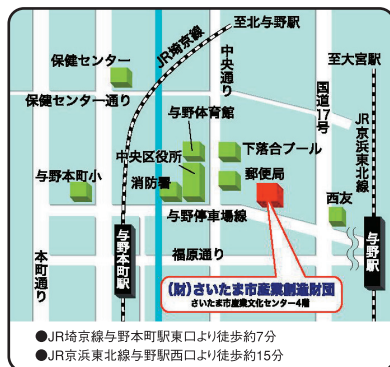 至北与野駅
JR埼京線
中央通り
至大宮駅
保健センター
国道17号
保健センター通り
JR京浜東北線
与野体育館
中央区役所
下落合プール
与野本町小
消防署
郵便局
西友
与野停車場線
本町通り
与野本町駅
福原通り
与野駅
(財)さいたま市産業創造財団
さいたま市産業文化センター4階
●JR埼京線与野本町駅東口より徒歩約7分
●JR京浜東北線与野駅西口より徒歩約15分